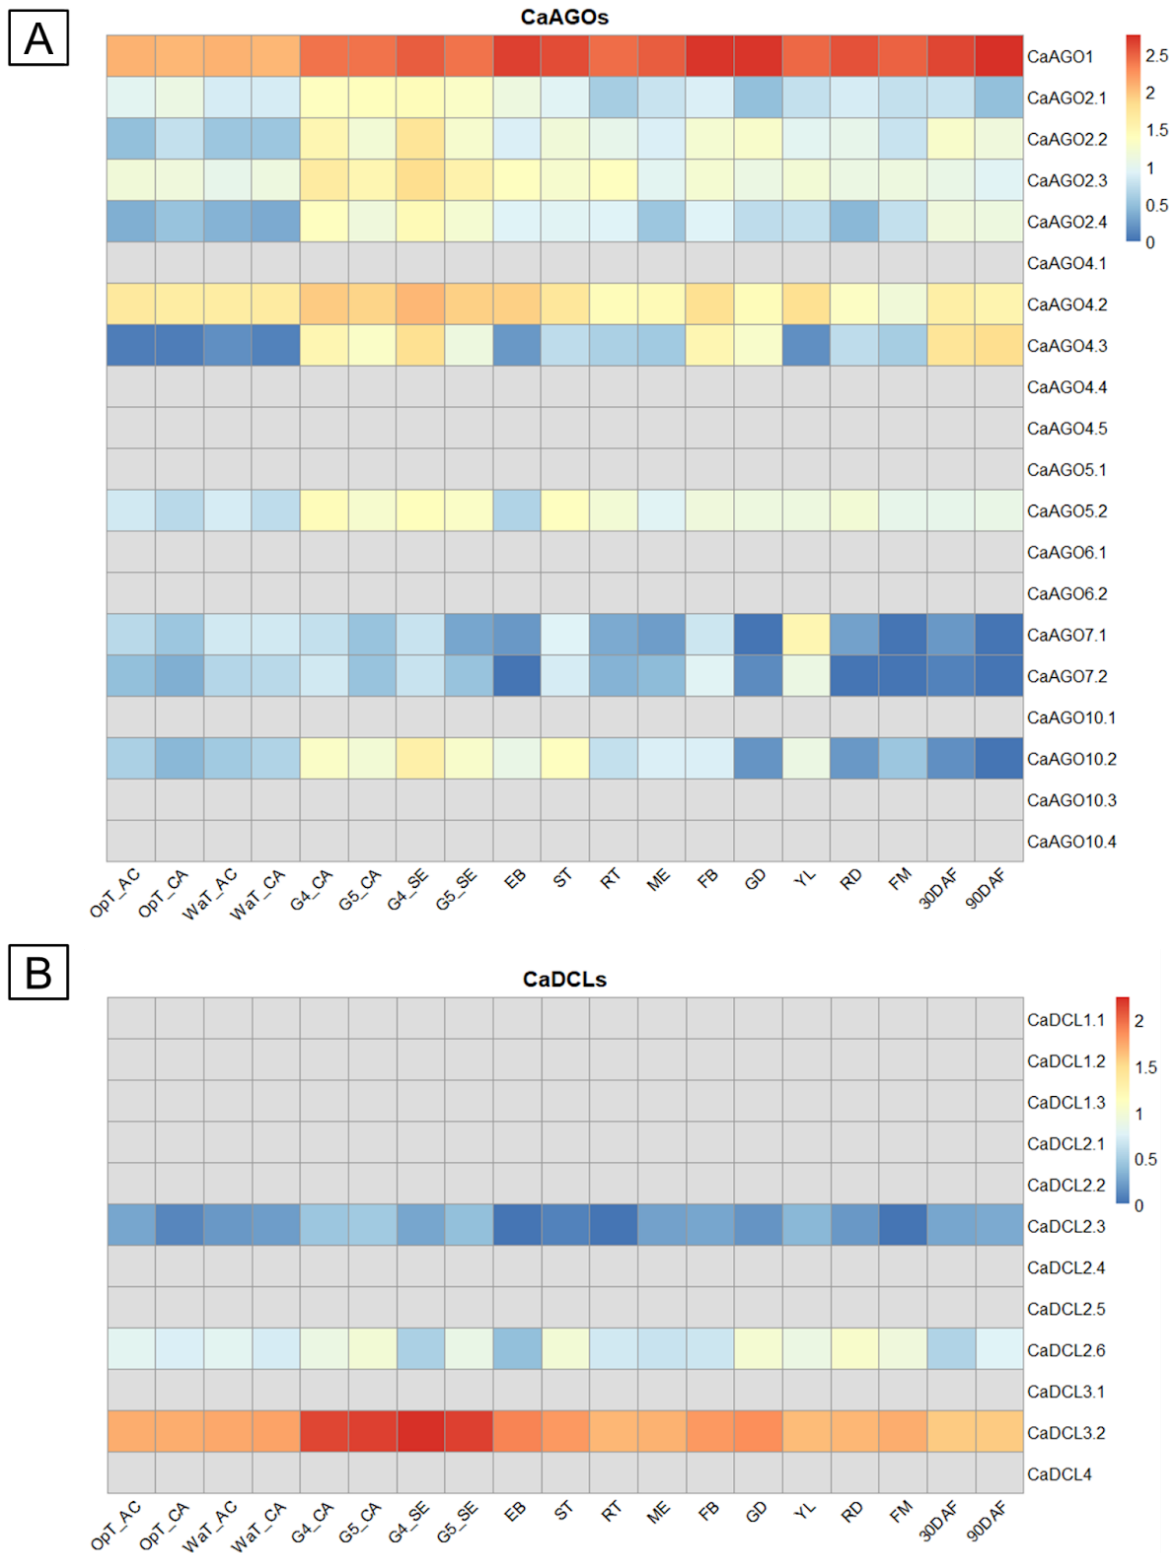 A
CaAGOs
CaAGO1
CaAGO2.1
CaAGO2.2
CaAGO2.3
CaAGO2.4
CaAGO4.1
CaAGO4.2
CaAGO4.3
CaAGO4.4
CaAGO4.5
CaAGO5.1
CaAGO5.2
CaAGO6.1
CaAGO6.2
CaAGO7.1
CaAGO7.2
CaAGO10.1
CaAGO10.2
CaAGO10.3
CaAGO10.4
2.5
2
1.5
1
0.5
0
OpT_AC
OpT_CA
WaT_AC
WaT_CA
G4_CA
G5_CA
G4_SE
G5_SE
EB
ST
RT
ME
FB
GD
YL
RD
FM
30DAF
90DAF
B
CaDCLs
CaDCL1.1
CaDCL1.2
CaDCL1.3
CaDCL2.1
CaDCL2.2
CaDCL2.3
CaDCL2.4
CaDCL2.5
CaDCL2.6
CaDCL3.1
CaDCL3.2
CaDCL4
2
1.5
1
0.5
0
OpT_AC
OpT_CA
WaT_AC
WaT_CA
G4_CA
G5_CA
G4_SE
G5_SE
EB
ST
RT
ME
FB
GD
YL
RD
FM
30DAF
90DAF